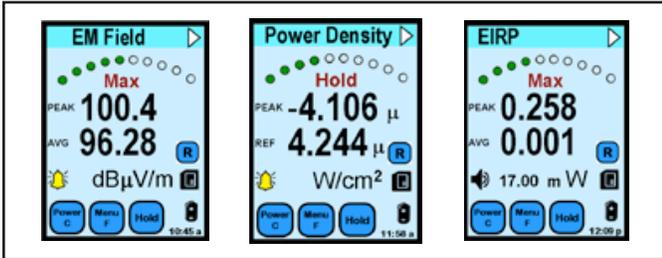 EM Field
Max
PEAK 100.4
AVG 96.28 R
dBµV/m
Power C Menu F Hold
10:45 a
Power Density
Hold
PEAK -4.106 µ
REF 4.244 µ R
W/cm²
Power C Menu F Hold
11:58 a
EIRP
Max
PEAK 0.258
AVG 0.001 R
17.00 m W
Power C Menu F Hold
12:09 p